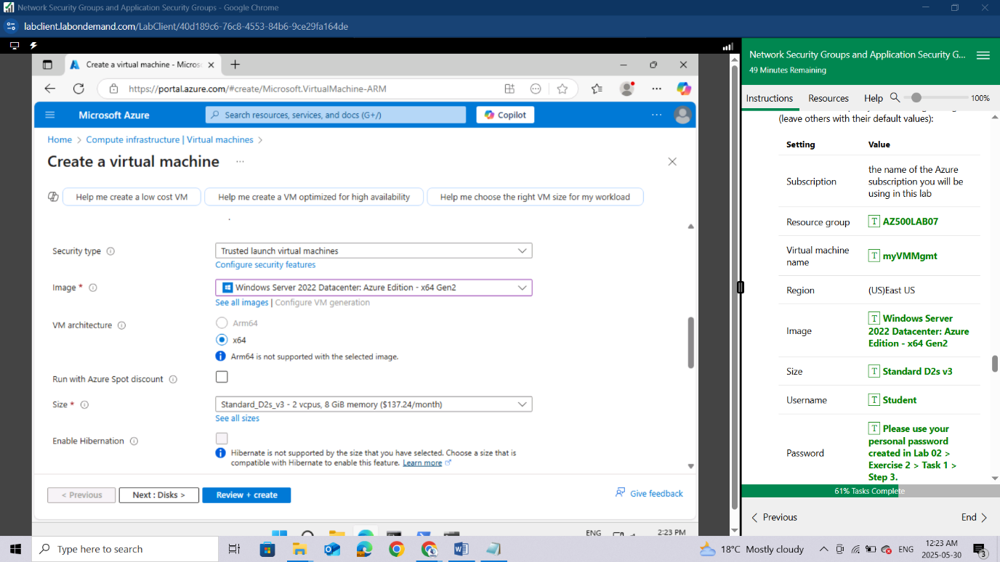 Network Security Groups and Application Security Groups - Google Chrome
labclient.labondemand.com/LabClient/40d189c6-76c8-4553-84b6-9ce29fa164de
Create a virtual machine - Micros
https://portal.azure.com/#create/Microsoft.VirtualMachine-ARM
Microsoft Azure
Search resources, services, and docs (G+/)
Copilot
Home > Compute infrastructure | Virtual machines >
Create a virtual machine ...
Help me create a low cost VM
Help me create a VM optimized for high availability
Help me choose the right VM size for my workload
Security type
Trusted launch virtual machines
Configure security features
Image *
Windows Server 2022 Datacenter: Azure Edition - x64 Gen2
See all images | Configure VM generation
VM architecture
Arm64
x64
Arm64 is not supported with the selected image.
Run with Azure Spot discount
Size *
Standard_D2s_v3 - 2 vcpus, 8 GiB memory ($137.24/month)
See all sizes
Enable Hibernation
Hibernate is not supported by the size that you have selected. Choose a size that is
compatible with Hibernate to enable this feature. Learn more
< Previous
Next : Disks >
Review + create
Give feedback
ENG
2:23 PM
Network Security Groups and Application Security G...
49 Minutes Remaining
Instructions
Resources
Help
100%
(leave others with their default values):
Setting
Value
Subscription
the name of the Azure
subscription you will be
using in this lab
Resource group
T AZ500LAB07
Virtual machine
name
T myVMMgmt
Region
(US)East US
Image
T Windows Server
2022 Datacenter: Azure
Edition - x64 Gen2
Size
T Standard D2s v3
Username
T Student
Password
T Please use your
personal password
created in Lab 02 >
Exercise 2 > Task 1 >
Step 3.
61% Tasks Complete
< Previous
End >
Type here to search
18°C Mostly cloudy
ENG
12:23 AM
2025-05-30
3